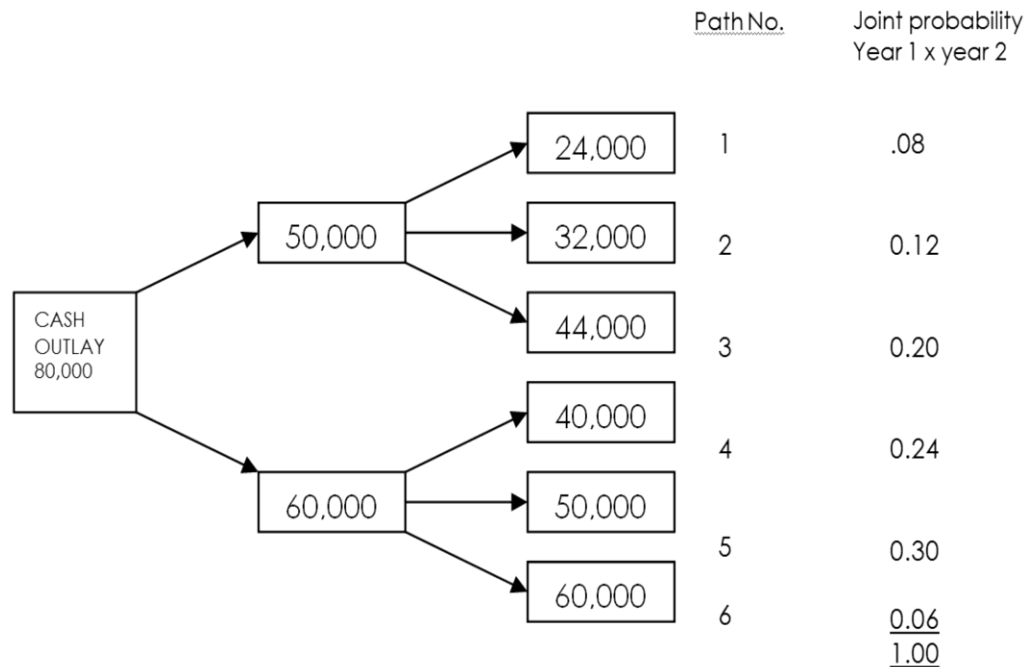 Path No. Joint probability
Year 1 x year 2
24,000 1 .08
50,000 32,000 2 0.12
CASH
OUTLAY
80,000
44,000 3 0.20
40,000 4 0.24
60,000 50,000 5 0.30
60,000 6 0.06
1.00